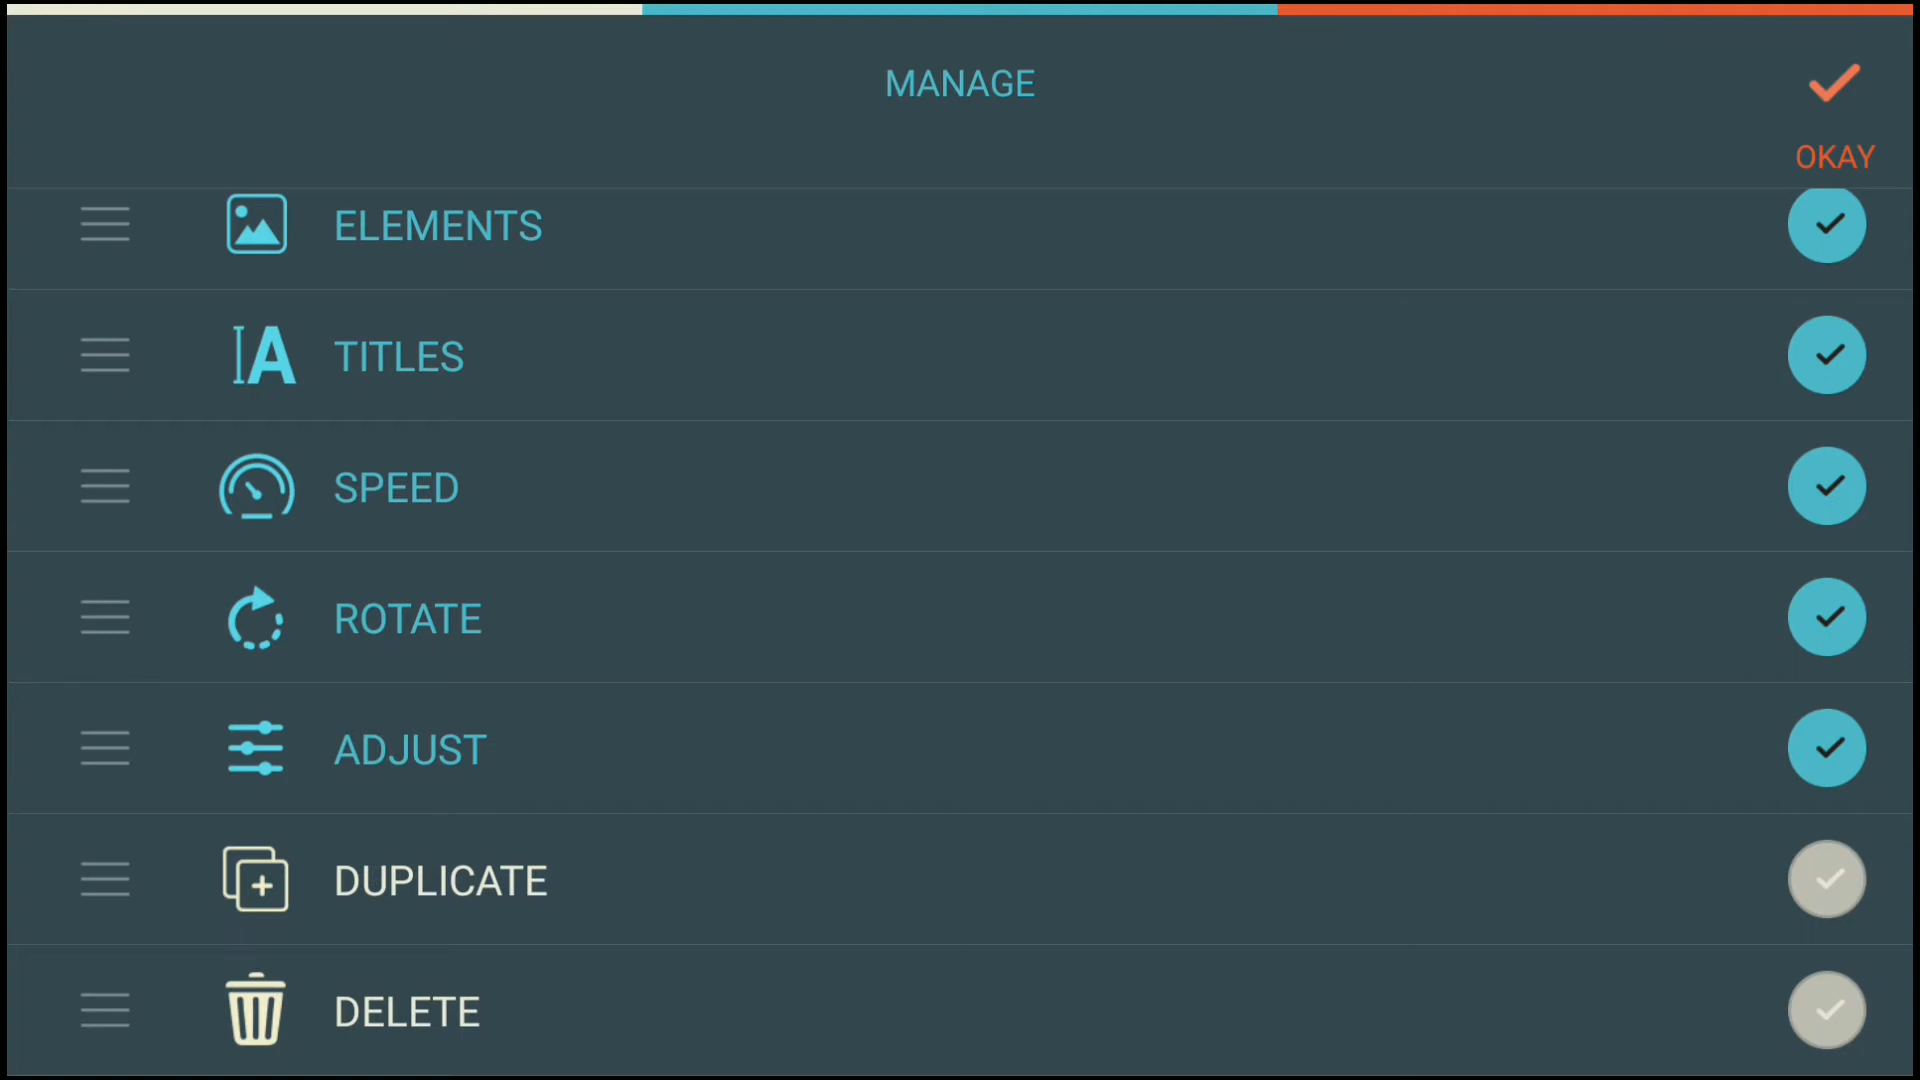 MANAGE
OKAY
ELEMENTS
TITLES
SPEED
ROTATE
ADJUST
DUPLICATE
DELETE